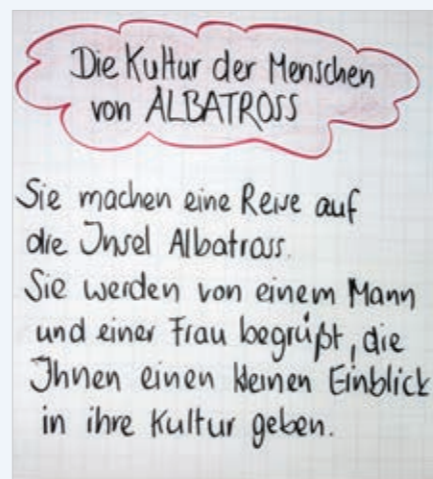 Die Kultur der Menschen
von ALBATROSS
Sie machen eine Reise auf
die Insel Albatross.
Sie werden von einem Mann
und einer Frau begrüßt, die
Ihnen einen kleinen Einblick
in ihre Kultur geben.